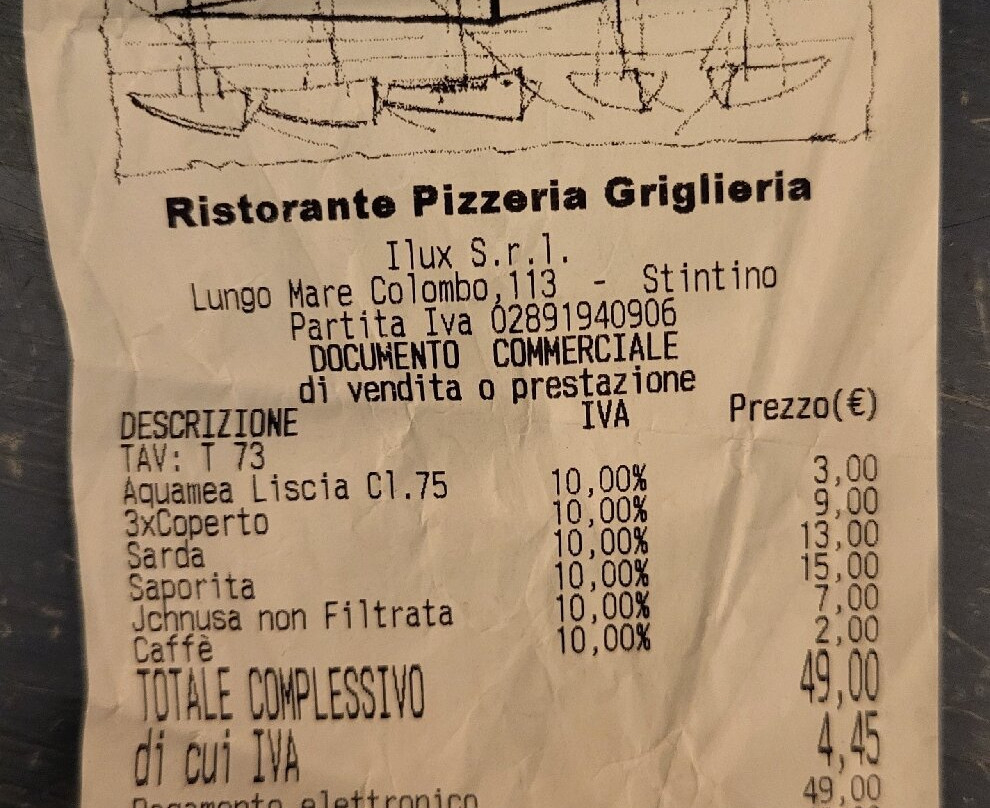 Ristorante Pizzeria Griglieria
Ilux S.r.l.
Lungo Mare Colombo,113 - Stintino
Partita Iva 02891940906
DOCUMENTO COMMERCIALE
di vendita o prestazione
DESCRIZIONE IVA Prezzo(€)
TAV: T 73
Aquamea Liscia Cl.75 10,00% 3,00
3xCoperto 10,00% 9,00
Sarda 10,00% 13,00
Saporita 10,00% 15,00
Jchnusa non Filtrata 10,00% 7,00
Caffè 10,00% 2,00
TOTALE COMPLESSIVO 49,00
di cui IVA 4,45
Pagamento elettronico 49,00